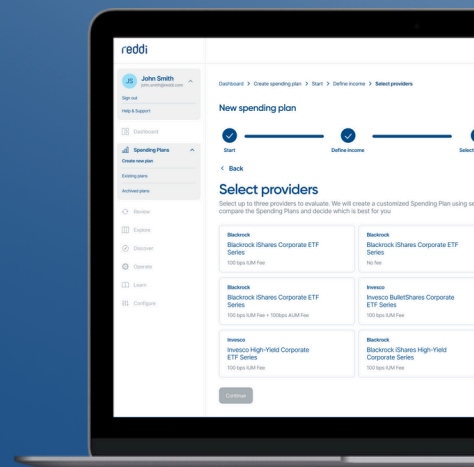 reddi
JS
John Smith
john.smith@reddi.com
Sign out
Help & Support
Dashboard
Spending Plans
Create new plan
Existing plans
Archived plans
Review
Explore
Discover
Operate
Learn
Configure
Dashboard > Create spending plan > Start > Define income > Select providers
New spending plan
Start
Define income
Select
< Back
Select providers
Select up to three providers to evaluate. We will create a customized Spending Plan using se
compare the Spending Plans and decide which is best for you
Blackrock
Blackrock iShares Corporate ETF
Series
100 bps IUM Fee
Blackrock
Blackrock iShares Corporate ETF
Series
No fee
Blackrock
Blackrock iShares Corporate ETF
Series
100 bps IUM Fee + 100bps AUM Fee
Invesco
Invesco BulletShares Corporate
ETF Series
100 bps IUM Fee
Invesco
Invesco High-Yield Corporate
ETF Series
100 bps IUM Fee
Blackrock
Blackrock iShares High-Yield
Corporate Series
100 bps IUM Fee
Continue